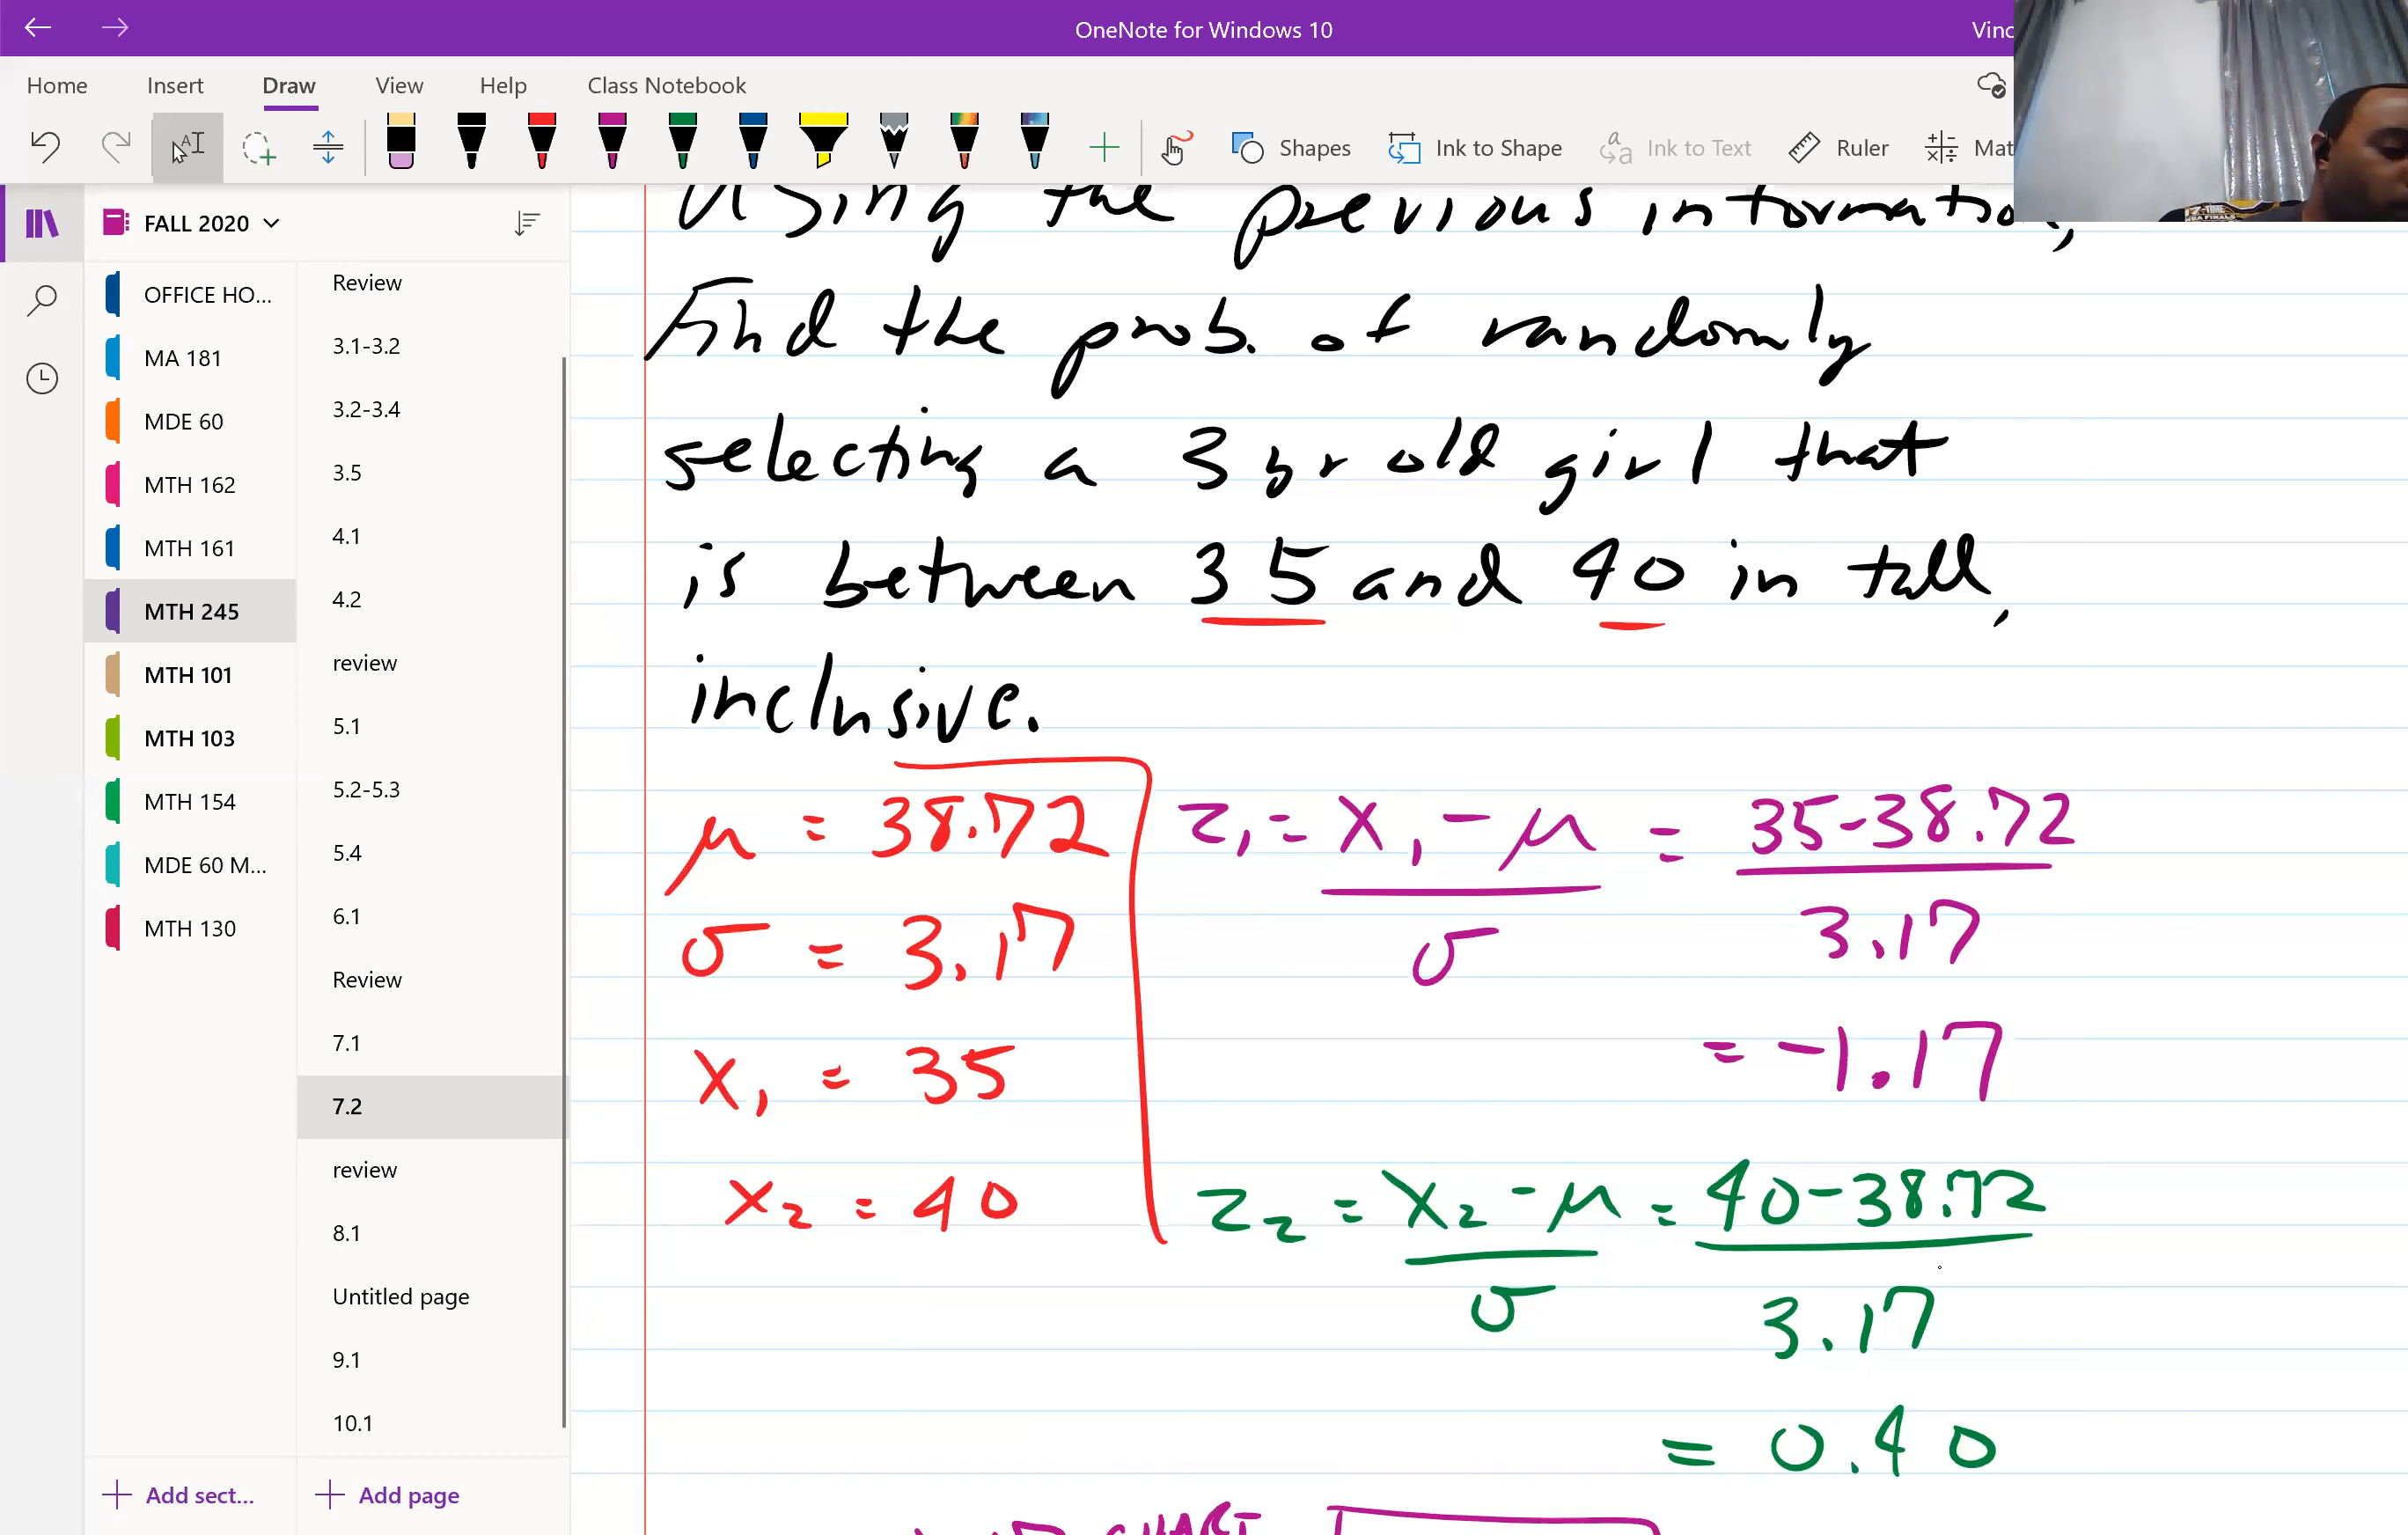 OneNote for Windows 10
Vinc
Home Insert Draw View Help Class Notebook
Shapes Ink to Shape Ink to Text Ruler Mat
FALL 2020
OFFICE HO...
MA 181
MDE 60
MTH 162
MTH 161
MTH 245
MTH 101
MTH 103
MTH 154
MDE 60 M...
MTH 130
Add sect...
Review
3.1-3.2
3.2-3.4
3.5
4.1
4.2
review
5.1
5.2-5.3
5.4
6.1
Review
7.1
7.2
review
8.1
Untitled page
9.1
10.1
Add page
Using the previous informatio,
Find the prob. of randomly
selecting a 3 yr old girl that
is between 35 and 40 in tall,
inclusive.
μ = 38.72
σ = 3.17
x₁ = 35
x₂ = 40
z₁ = x₁ - μ / σ = 35-38.72 / 3.17
= -1.17
z₂ = x₂ - μ / σ = 40-38.72 / 3.17
= 0.40
CHART